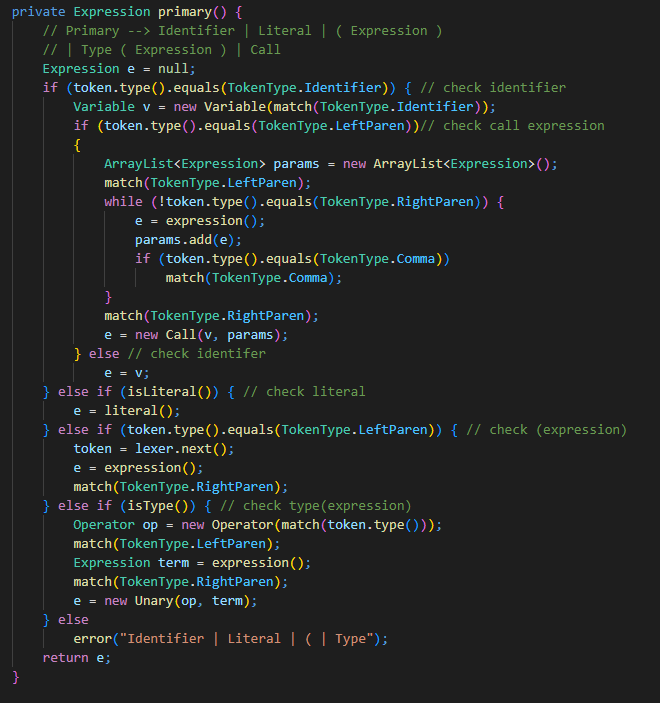 private Expression primary() {
    // Primary --> Identifier | Literal | ( Expression )
    // | Type ( Expression ) | Call
    Expression e = null;
    if (token.type().equals(TokenType.Identifier)) { // check identifier
        Variable v = new Variable(match(TokenType.Identifier));
        if (token.type().equals(TokenType.LeftParen))// check call expression
        {
            ArrayList<Expression> params = new ArrayList<Expression>();
            match(TokenType.LeftParen);
            while (!token.type().equals(TokenType.RightParen)) {
                e = expression();
                params.add(e);
                if (token.type().equals(TokenType.Comma))
                    match(TokenType.Comma);
            }
            match(TokenType.RightParen);
            e = new Call(v, params);
        } else // check identifer
            e = v;
    } else if (isLiteral()) { // check literal
        e = literal();
    } else if (token.type().equals(TokenType.LeftParen)) { // check (expression)
        token = lexer.next();
        e = expression();
        match(TokenType.RightParen);
    } else if (isType()) { // check type(expression)
        Operator op = new Operator(match(token.type()));
        match(TokenType.LeftParen);
        Expression term = expression();
        match(TokenType.RightParen);
        e = new Unary(op, term);
    } else
        error("Identifier | Literal | ( | Type");
    return e;
}